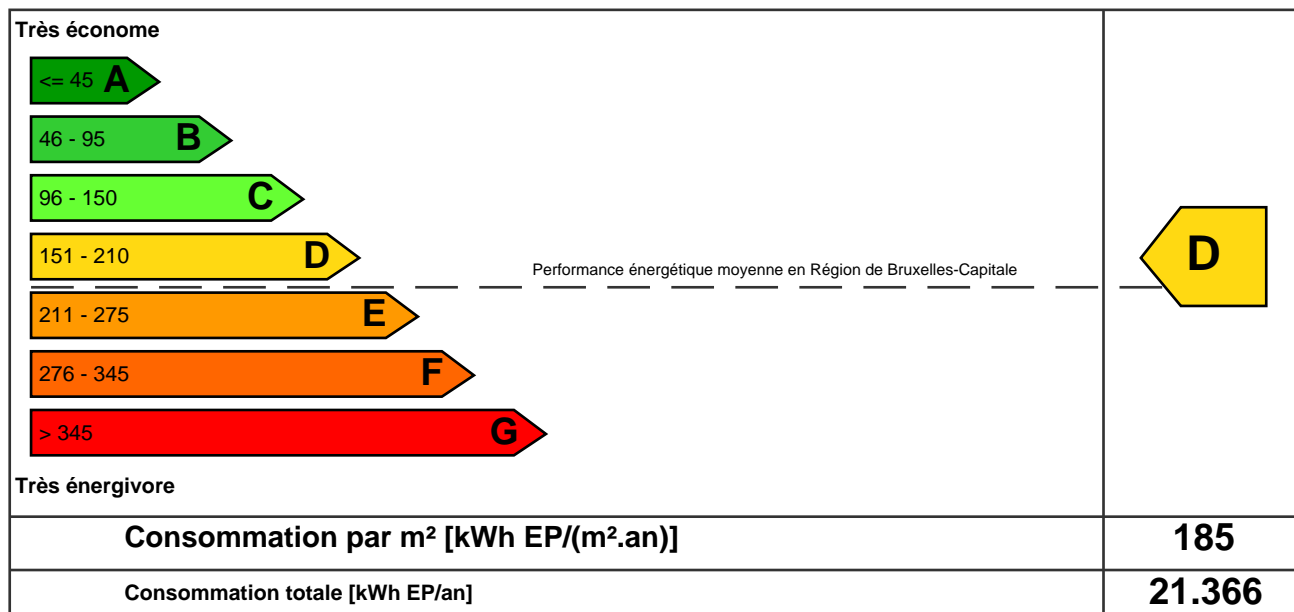 Très économe
<= 45 A
46 - 95 B
96 - 150 C
151 - 210 D
Performance énergétique moyenne en Région de Bruxelles-Capitale
D
211 - 275 E
276 - 345 F
> 345 G
Très énergivore
Consommation par m² [kWh EP/(m².an)] 185
Consommation totale [kWh EP/an] 21.366